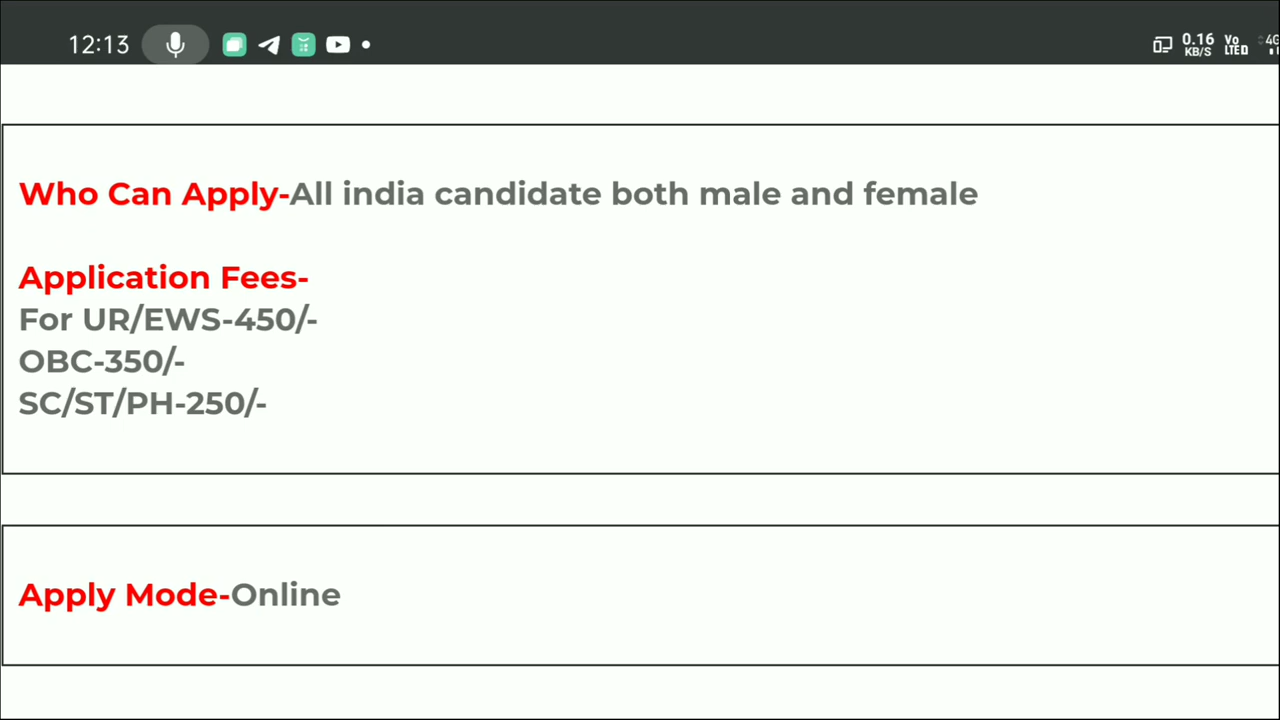 12:13
0.16 KB/S Vo LTED 4G
Who Can Apply-All india candidate both male and female
Application Fees-
For UR/EWS-450/-
OBC-350/-
SC/ST/PH-250/-
Apply Mode-Online